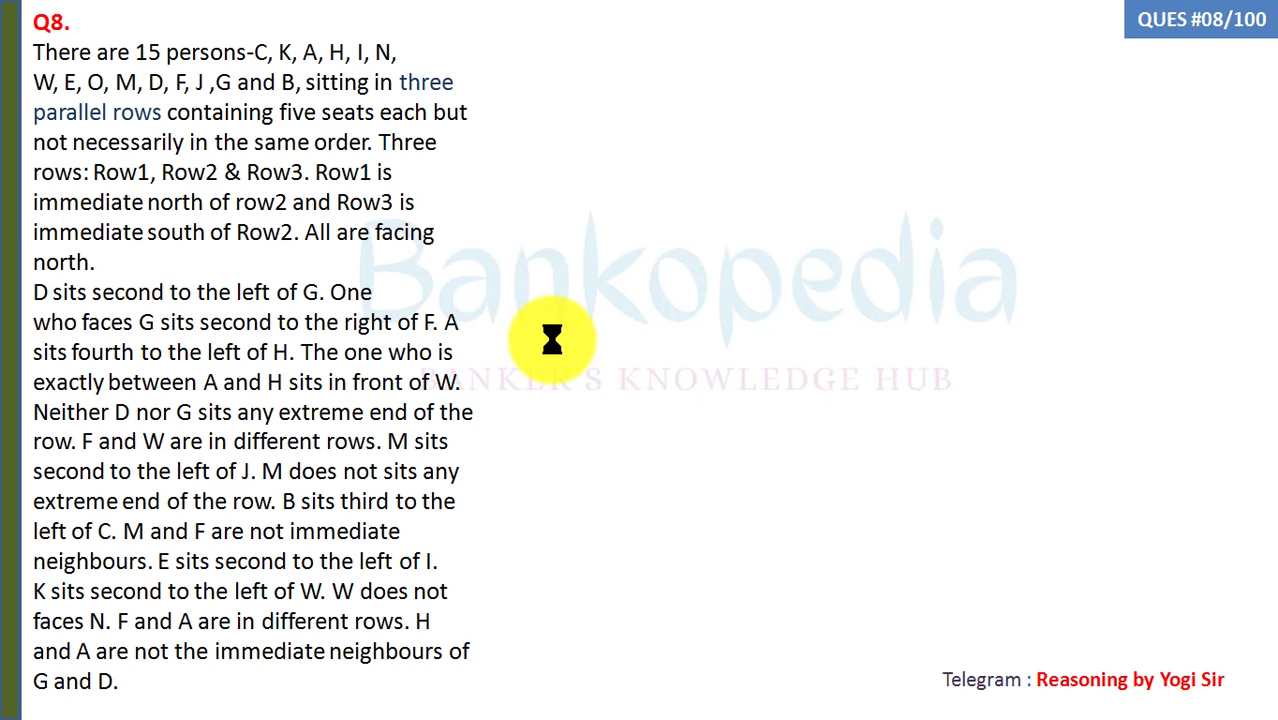 Q8.
QUES #08/100
There are 15 persons-C, K, A, H, I, N,
W, E, O, M, D, F, J ,G and B, sitting in three
parallel rows containing five seats each but
not necessarily in the same order. Three
rows: Row1, Row2 & Row3. Row1 is
immediate north of row2 and Row3 is
immediate south of Row2. All are facing
north.
D sits second to the left of G. One
who faces G sits second to the right of F. A
sits fourth to the left of H. The one who is
exactly between A and H sits in front of W.
Neither D nor G sits any extreme end of the
row. F and W are in different rows. M sits
second to the left of J. M does not sits any
extreme end of the row. B sits third to the
left of C. M and F are not immediate
neighbours. E sits second to the left of I.
K sits second to the left of W. W does not
faces N. F and A are in different rows. H
and A are not the immediate neighbours of
G and D.
Bankopedia
BANKER'S KNOWLEDGE HUB
Telegram : Reasoning by Yogi Sir